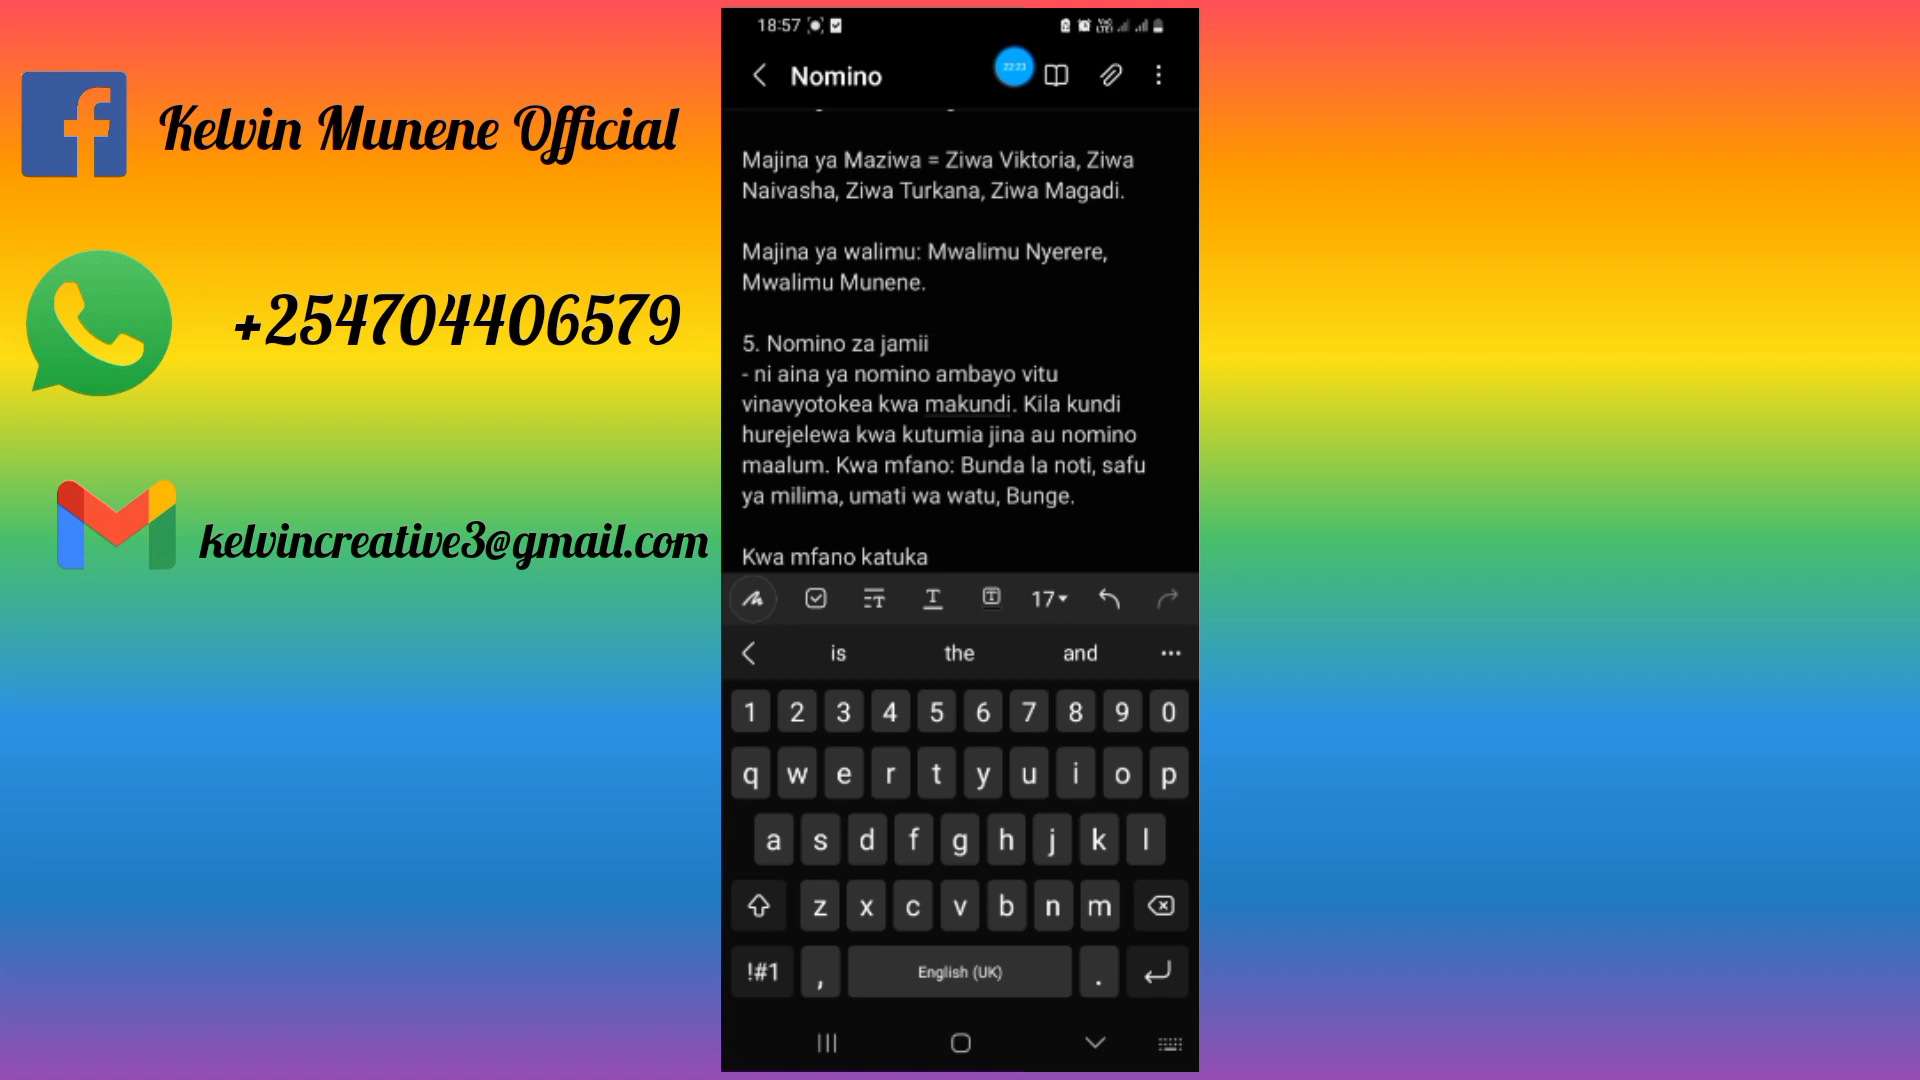 Kelvin Munene Official
+254704406579
kelvincreative3@gmail.com
18:57
Nomino
22:23
Majina ya Maziwa = Ziwa Viktoria, Ziwa
Naivasha, Ziwa Turkana, Ziwa Magadi.
Majina ya walimu: Mwalimu Nyerere,
Mwalimu Munene.
5. Nomino za jamii
- ni aina ya nomino ambayo vitu
vinavyotokea kwa makundi. Kila kundi
hurejelewa kwa kutumia jina au nomino
maalum. Kwa mfano: Bunda la noti, safu
ya milima, umati wa watu, Bunge.
Kwa mfano katuka
17
is the and
1 2 3 4 5 6 7 8 9 0
q w e r t y u i o p
a s d f g h j k l
z x c v b n m
!#1 , English (UK) .